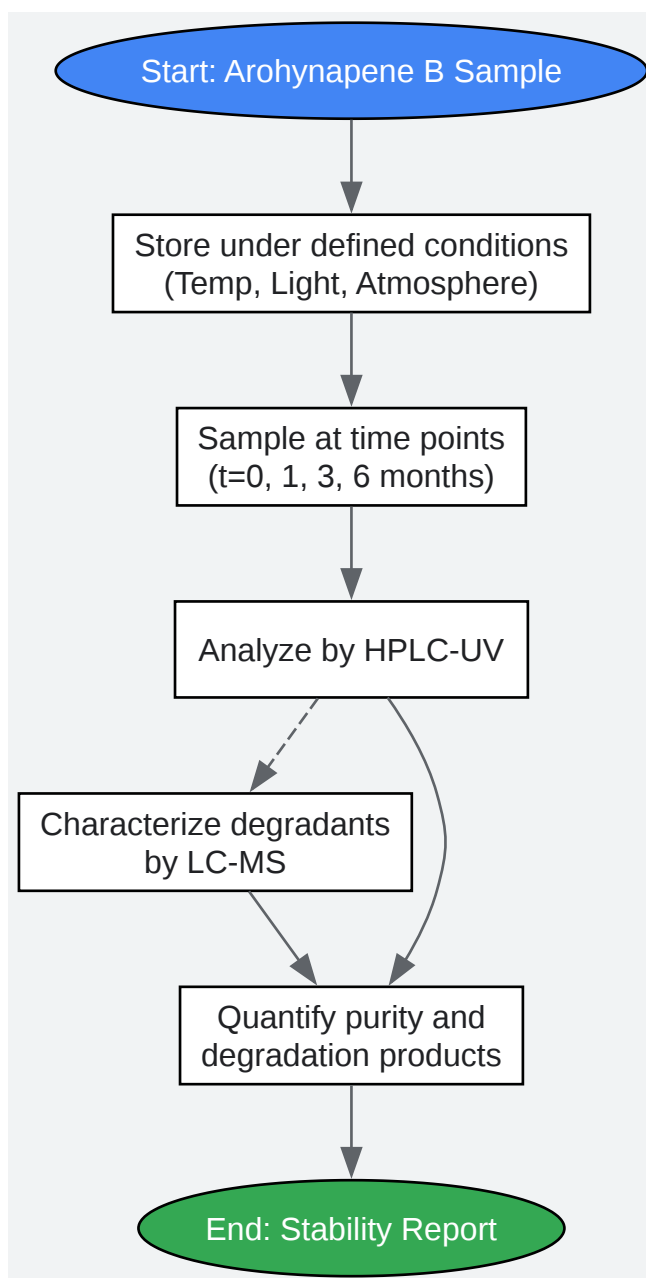 Start: Arohynapene B Sample
Store under defined conditions
(Temp, Light, Atmosphere)
Sample at time points
(t=0, 1, 3, 6 months)
Analyze by HPLC-UV
Characterize degradants
by LC-MS
Quantify purity and
degradation products
End: Stability Report